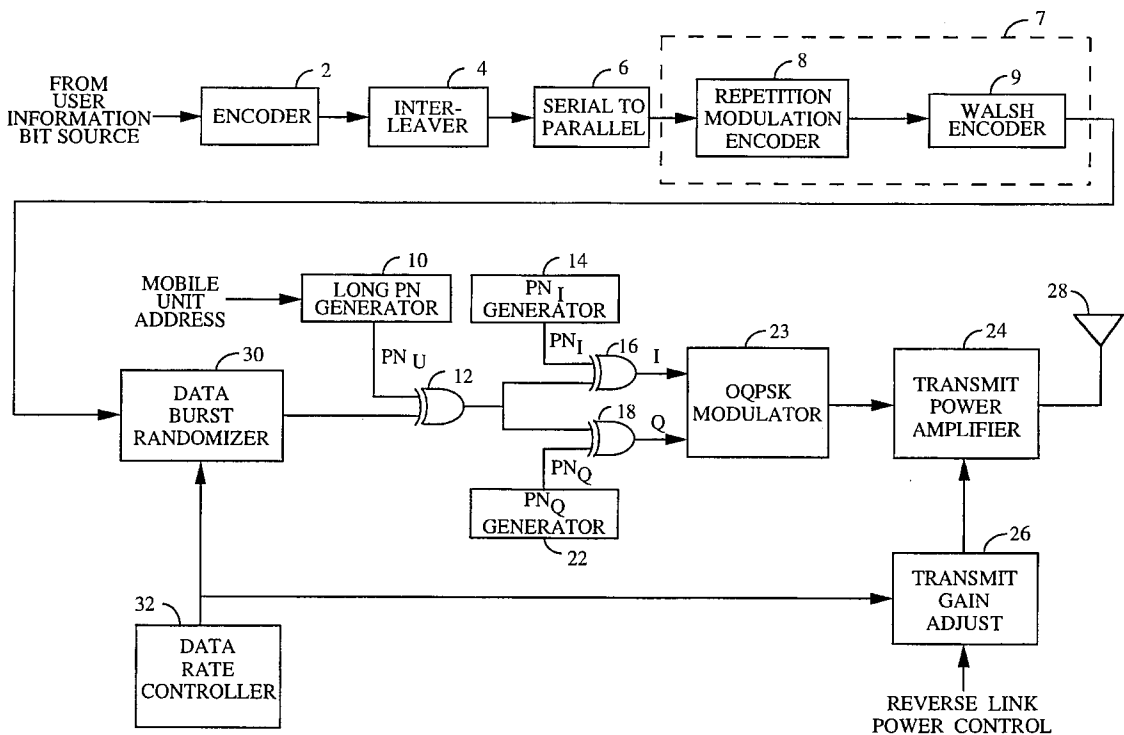 7
2
4
6
8
9
FROM
USER
INFORMATION
BIT SOURCE
ENCODER
INTER-
LEAVER
SERIAL TO
PARALLEL
REPETITION
MODULATION
ENCODER
WALSH
ENCODER
10
14
MOBILE
UNIT
ADDRESS
LONG PN
GENERATOR
PN I
GENERATOR
28
30
PN U
12
PN I
16
I
23
24
DATA
BURST
RANDOMIZER
OQPSK
MODULATOR
TRANSMIT
POWER
AMPLIFIER
18
Q
PN Q
PN Q
GENERATOR
22
26
TRANSMIT
GAIN
ADJUST
32
DATA
RATE
CONTROLLER
REVERSE LINK
POWER CONTROL